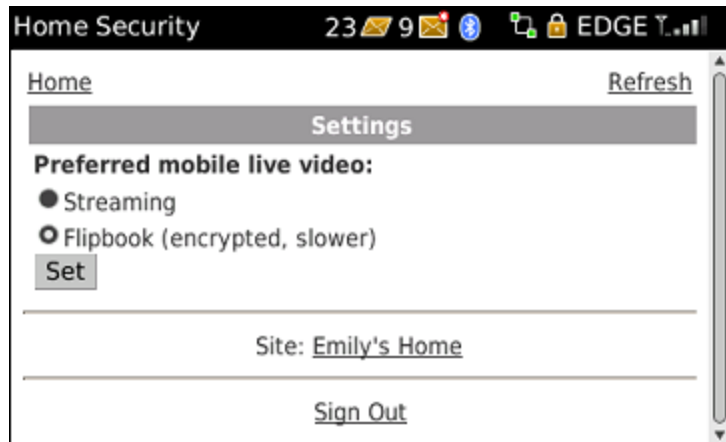 Home Security 23 9 EDGE
Home Refresh
Settings
Preferred mobile live video:
Streaming
Flipbook (encrypted, slower)
Set
Site: Emily's Home
Sign Out